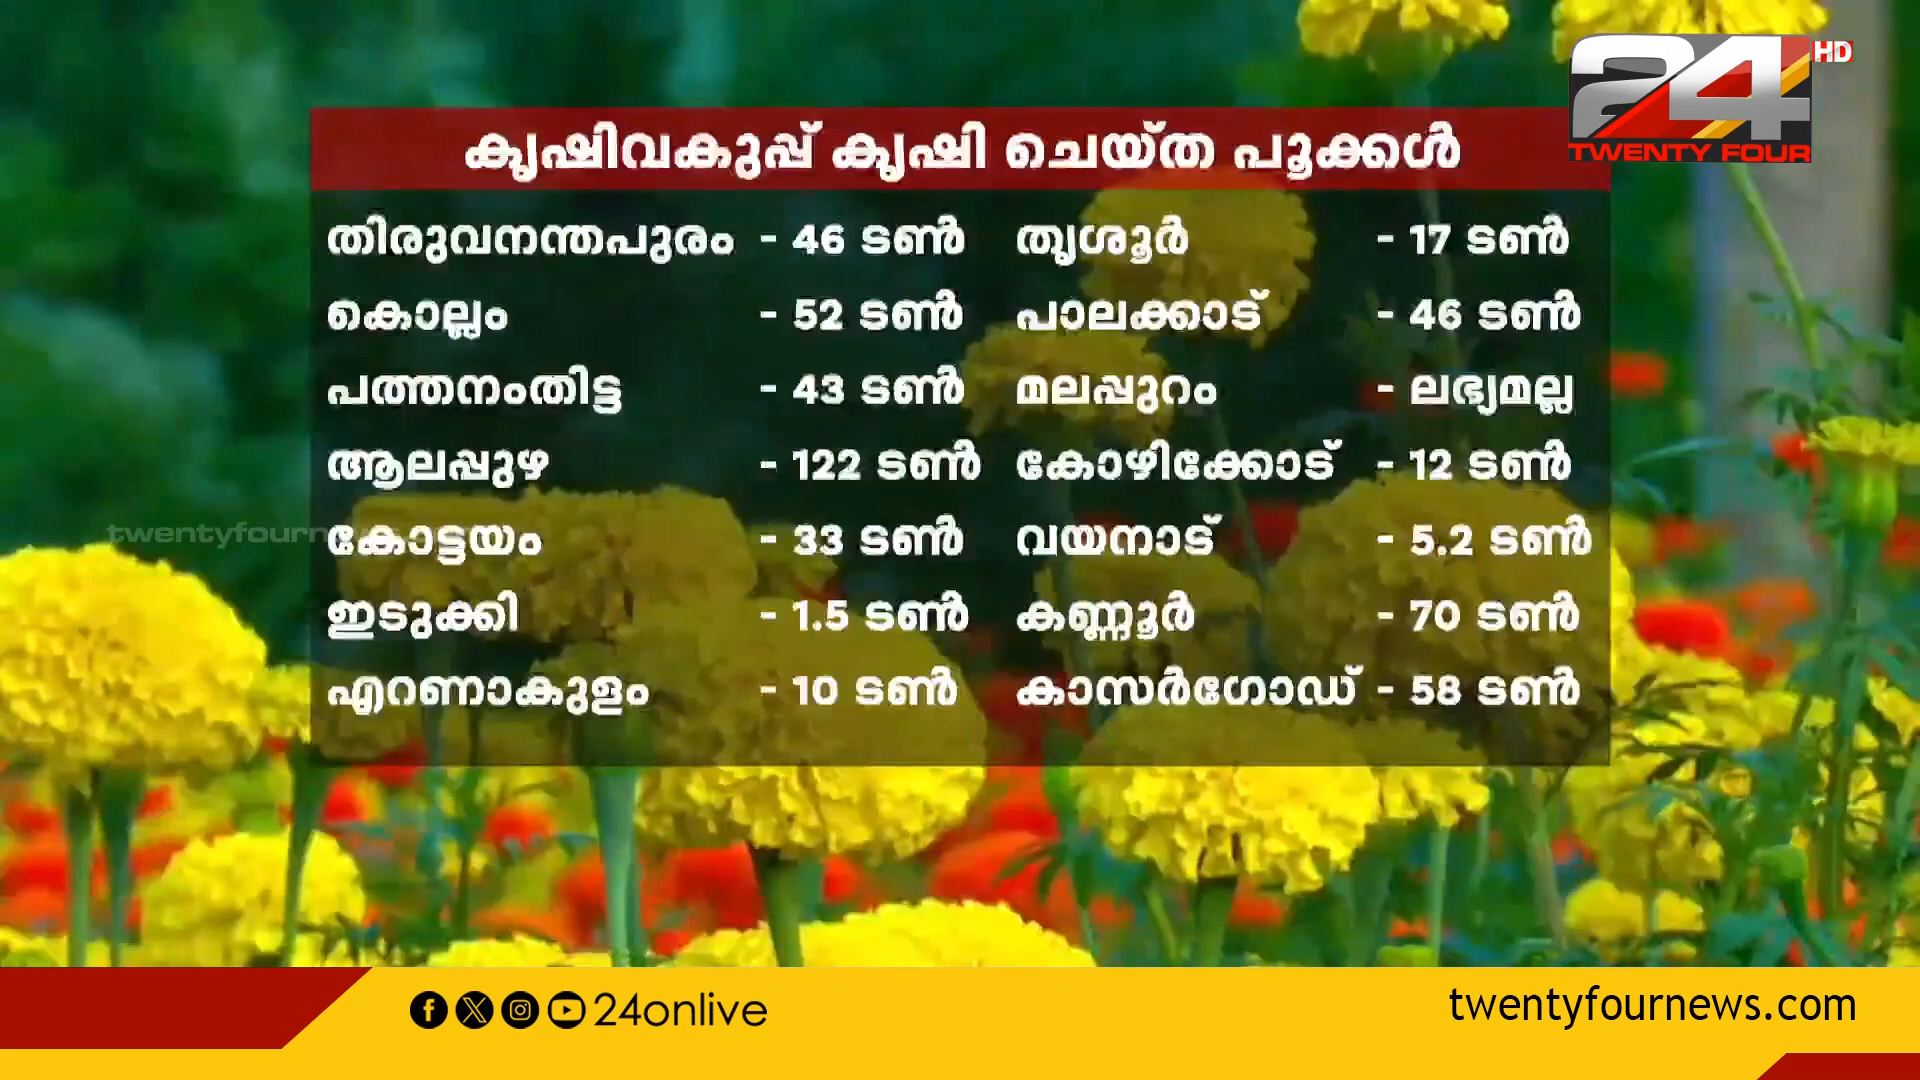 24 HD
TWENTY FOUR
കൃഷിവകുപ്പ് കൃഷി ചെയ്ത പൂക്കൾ
തിരുവനന്തപുരം - 46 ടൺ
കൊല്ലം - 52 ടൺ
പത്തനംതിട്ട - 43 ടൺ
ആലപ്പുഴ - 122 ടൺ
കോട്ടയം - 33 ടൺ
ഇടുക്കി - 1.5 ടൺ
എറണാകുളം - 10 ടൺ
തൃശൂർ - 17 ടൺ
പാലക്കാട് - 46 ടൺ
മലപ്പുറം - ലഭ്യമല്ല
കോഴിക്കോട് - 12 ടൺ
വയനാട് - 5.2 ടൺ
കണ്ണൂർ - 70 ടൺ
കാസർഗോഡ് - 58 ടൺ
24onlive
twentyfournews.com